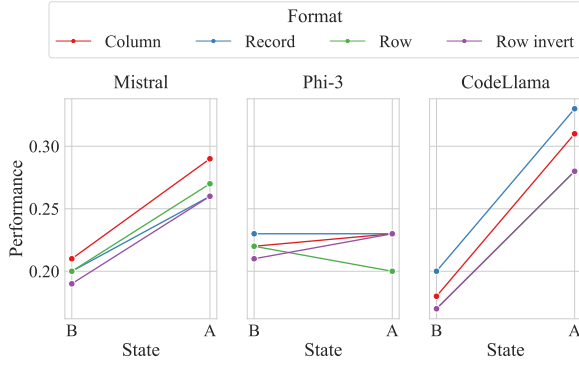 Format
Column Record Row Row invert
Mistral Phi-3 CodeLlama
Performance
0.30
0.25
0.20
B A B A B A
State State State